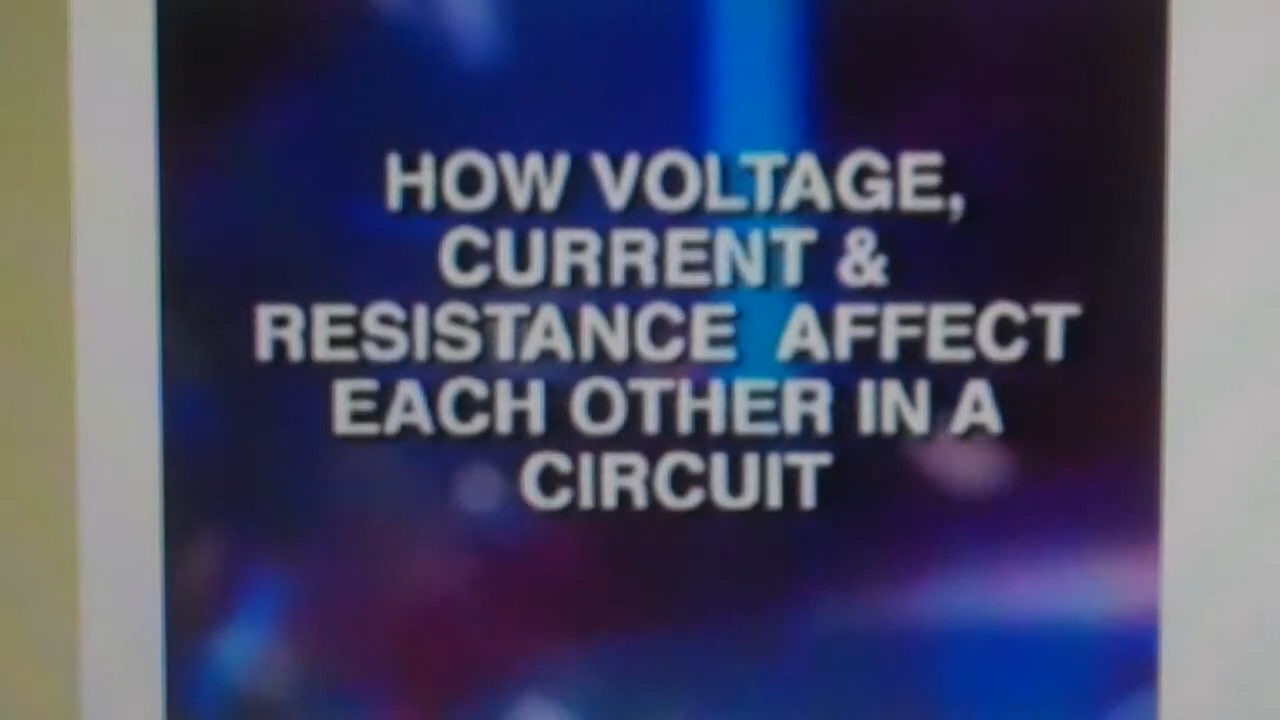 HOW VOLTAGE,
CURRENT &
RESISTANCE AFFECT
EACH OTHER IN A
CIRCUIT